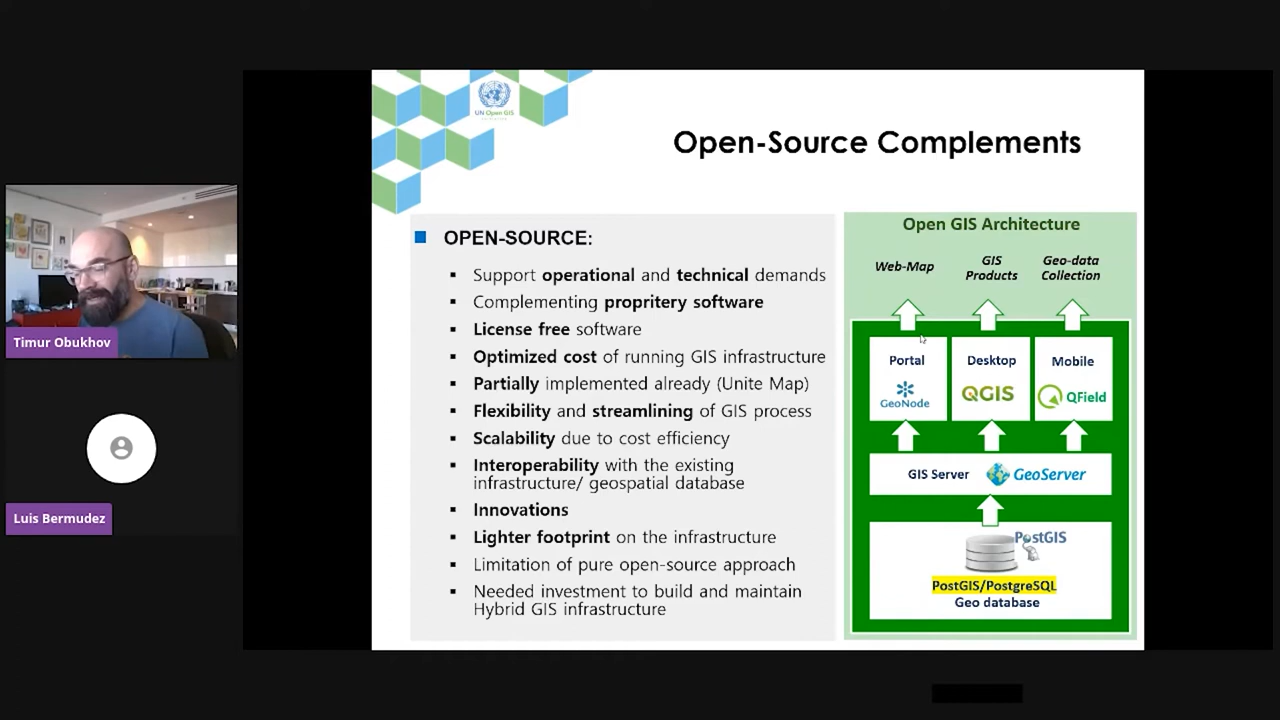 UN Open GIS
Open-Source Complements
OPEN-SOURCE:
Support operational and technical demands
Complementing propritery software
License free software
Optimized cost of running GIS infrastructure
Partially implemented already (Unite Map)
Flexibility and streamlining of GIS process
Scalability due to cost efficiency
Interoperability with the existing
infrastructure/ geospatial database
Innovations
Lighter footprint on the infrastructure
Limitation of pure open-source approach
Needed investment to build and maintain
Hybrid GIS infrastructure
Open GIS Architecture
Web-Map
GIS
Products
Geo-data
Collection
Portal
GeoNode
Desktop
QGIS
Mobile
QField
GIS Server
GeoServer
PostGIS
PostGIS/PostgreSQL
Geo database
Timur Obukhov
Luis Bermudez